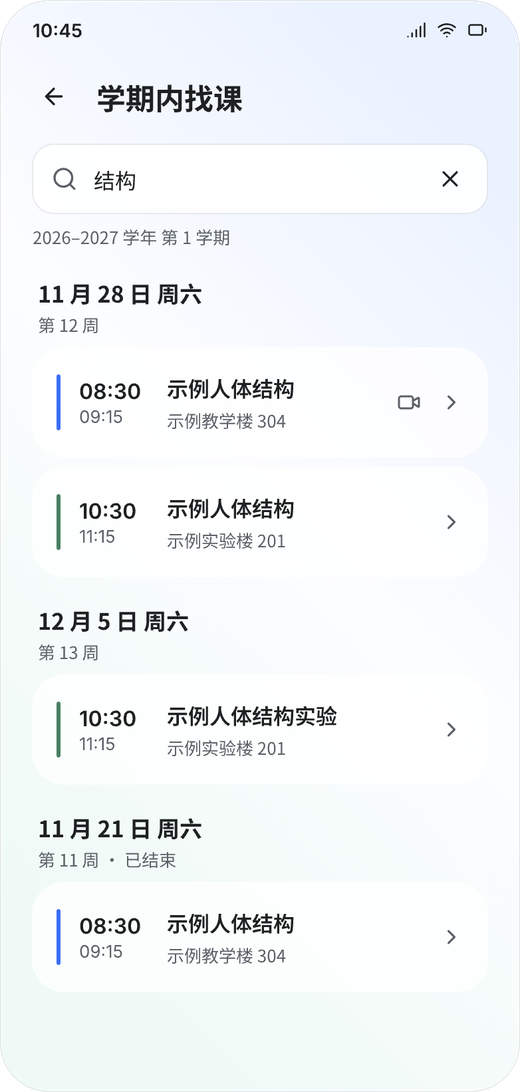 10:45
学期内找课
结构
2026–2027 学年 第 1 学期
11 月 28 日 周六
第 12 周
08:30 示例人体结构
09:15 示例教学楼 304
10:30 示例人体结构
11:15 示例实验楼 201
12 月 5 日 周六
第 13 周
10:30 示例人体结构实验
11:15 示例实验楼 201
11 月 21 日 周六
第 11 周 · 已结束
08:30 示例人体结构
09:15 示例教学楼 304